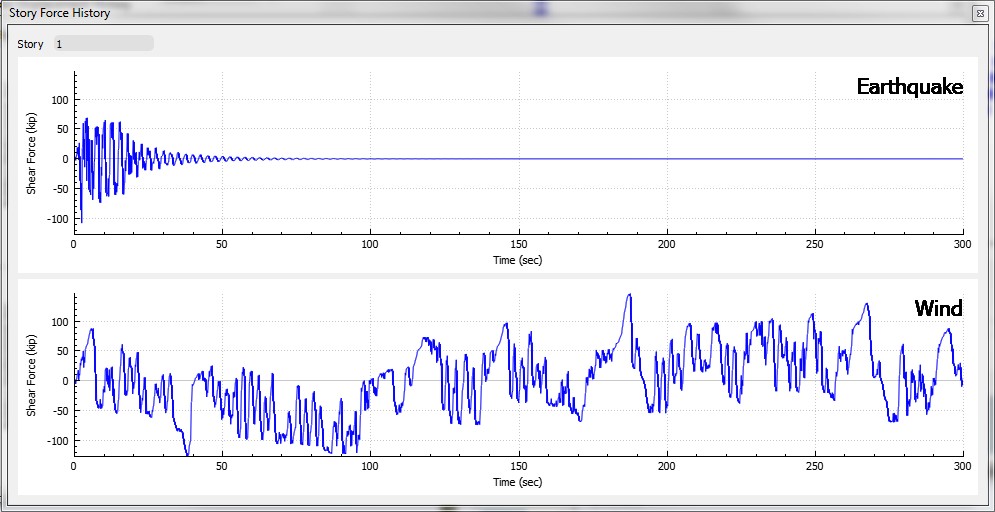 Story Force History
Story 1
Earthquake
100
50
0
-50
-100
Shear Force (kip)
0 50 100 150 200 250 300
Time (sec)
Wind
100
50
0
-50
-100
Shear Force (kip)
0 50 100 150 200 250 300
Time (sec)